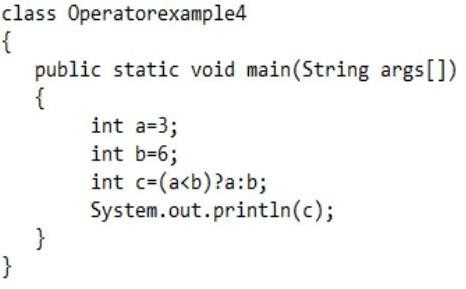 class Operatorexample4
{
public static void main(String args[])
{
int a=3;
int b=6;
int c=(a<b)?a:b;
System.out.println(c);
}
}